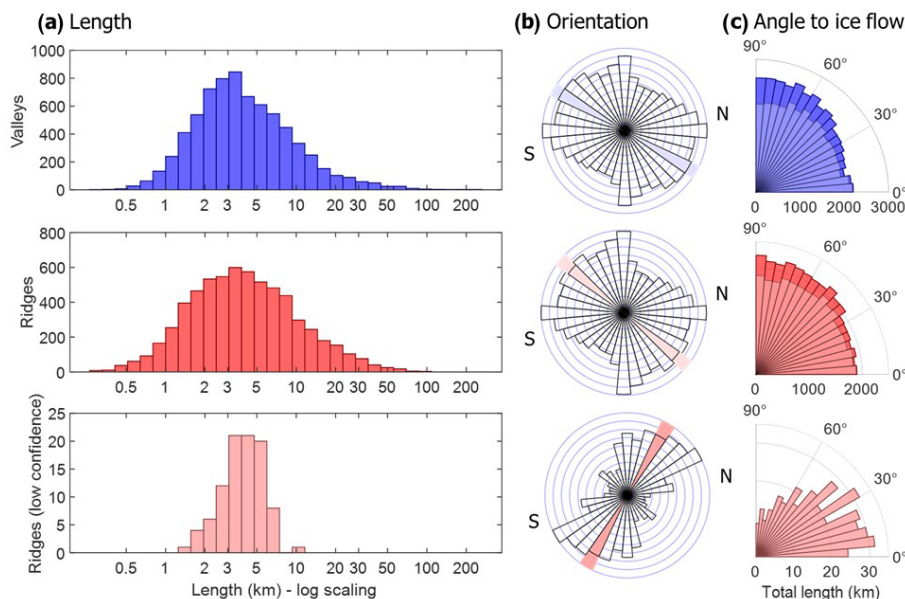 (a) Length
(b) Orientation
(c) Angle to ice flow
Valleys
1000
800
600
400
200
0
0.5 1 2 3 5 10 20 30 50 100 200
S
N
90°
60°
30°
0°
0 1000 2000 3000
Ridges
800
600
400
200
0
0.5 1 2 3 5 10 20 30 50 100 200
S
N
90°
60°
30°
0°
0 1000 2000
Ridges (low confidence)
25
20
15
10
5
0
0.5 1 2 3 5 10 20 30 50 100 200
Length (km) - log scaling
S
N
90°
60°
30°
0°
0 10 20 30
Total length (km)